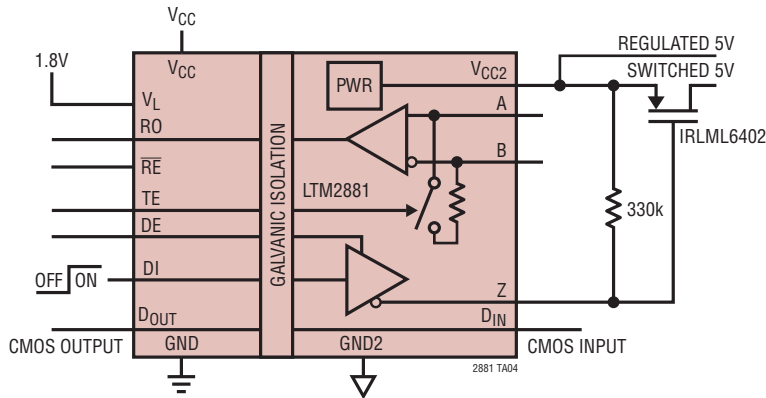 VCC
1.8V
VCC
VL
RO
RE
TE
DE
DI
OFF ON
DOUT
CMOS OUTPUT
GND
GALVANIC ISOLATION
PWR
LTM2881
VCC2
A
B
Z
DIN
GND2
CMOS INPUT
2881 TA04
REGULATED 5V
SWITCHED 5V
IRLML6402
330k